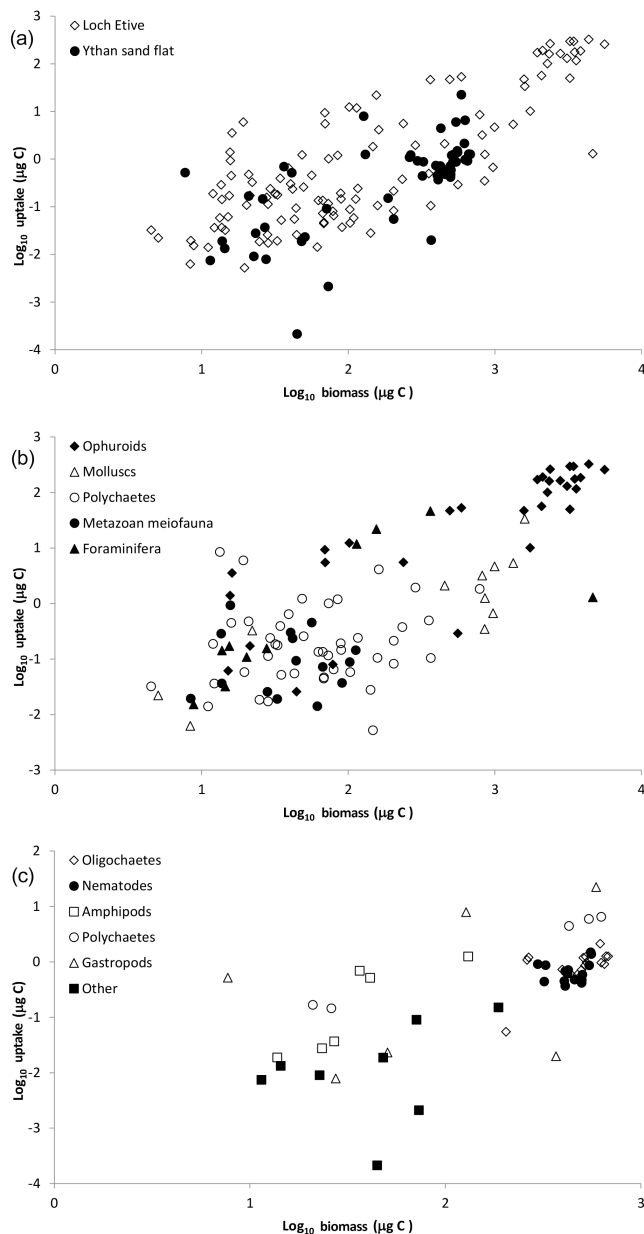 (a)
◇ Loch Etive
● Ythan sand flat
3
2
1
0
-1
-2
-3
-4
Log₁₀ uptake (µg C)
0 1 2 3 4
Log₁₀ biomass (µg C )
(b)
◆ Ophuroids
△ Molluscs
○ Polychaetes
● Metazoan meiofauna
▲ Foraminifera
3
2
1
0
-1
-2
-3
Log₁₀ uptake (µg C)
0 1 2 3 4
Log₁₀ biomass (µg C )
(c)
◇ Oligochaetes
● Nematodes
□ Amphipods
○ Polychaetes
△ Gastropods
■ Other
2
1
0
-1
-2
-3
-4
Log₁₀ uptake (µg C)
0 1 2 3
Log₁₀ biomass (µg C )